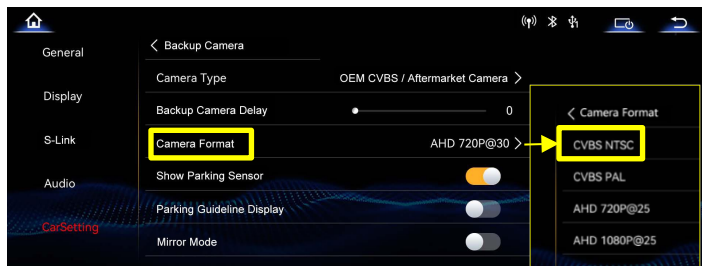 General
Display
S-Link
Audio
CarSetting
Backup Camera
Camera Type OEM CVBS / Aftermarket Camera
Backup Camera Delay 0
Camera Format AHD 720P@30
Show Parking Sensor
Parking Guideline Display
Mirror Mode
Camera Format
CVBS NTSC
CVBS PAL
AHD 720P@25
AHD 1080P@25